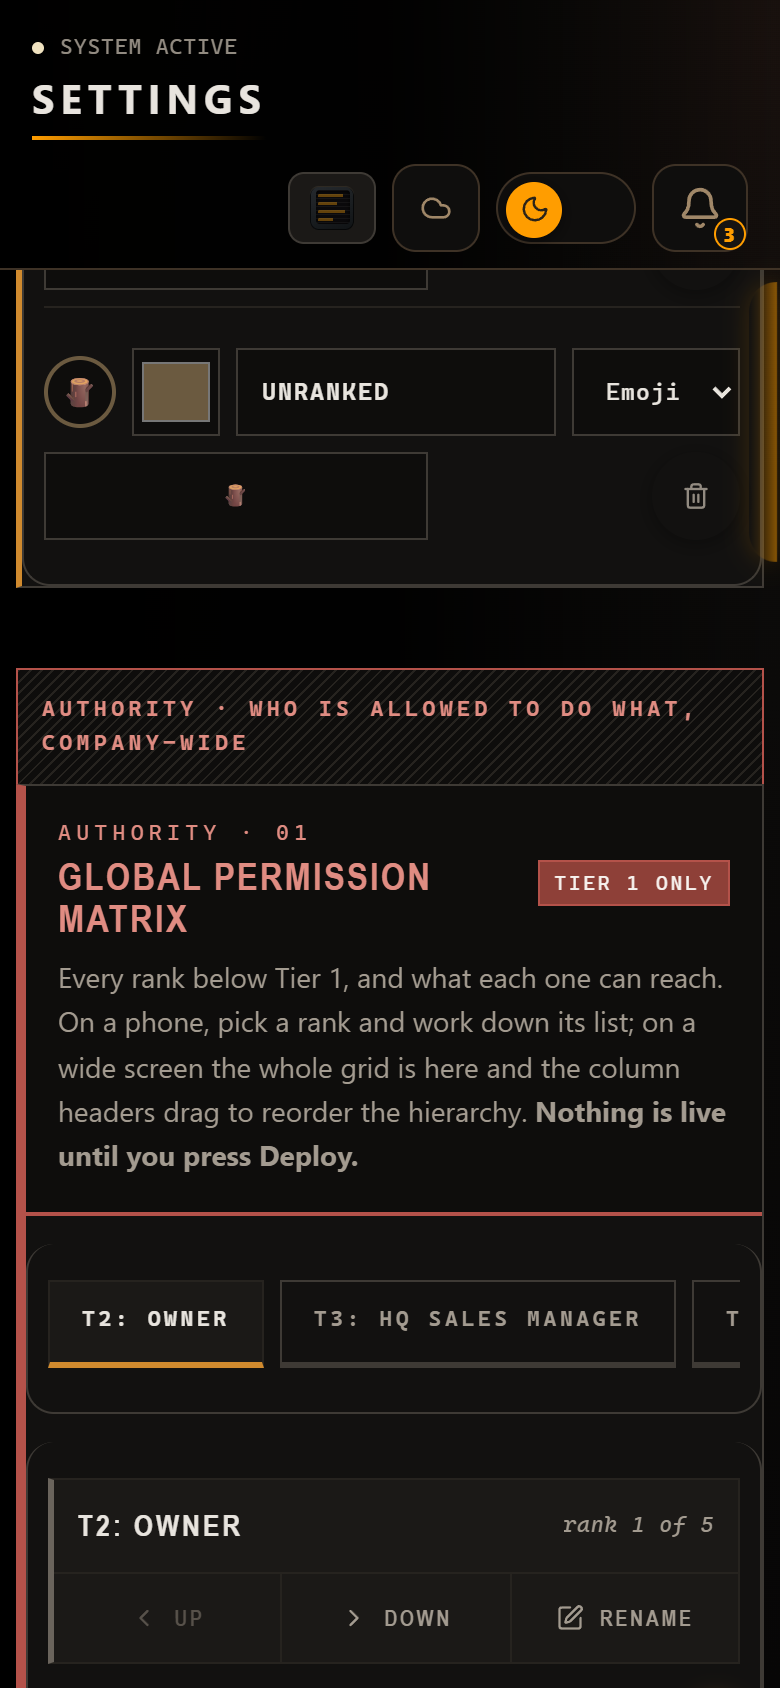 SYSTEM ACTIVE
SETTINGS
3
UNRANKED
Emoji
AUTHORITY · WHO IS ALLOWED TO DO WHAT,
COMPANY-WIDE
AUTHORITY · 01
GLOBAL PERMISSION
MATRIX
TIER 1 ONLY
Every rank below Tier 1, and what each one can reach.
On a phone, pick a rank and work down its list; on a
wide screen the whole grid is here and the column
headers drag to reorder the hierarchy. Nothing is live
until you press Deploy.
T2: OWNER
T3: HQ SALES MANAGER
T
T2: OWNER
rank 1 of 5
UP
DOWN
RENAME